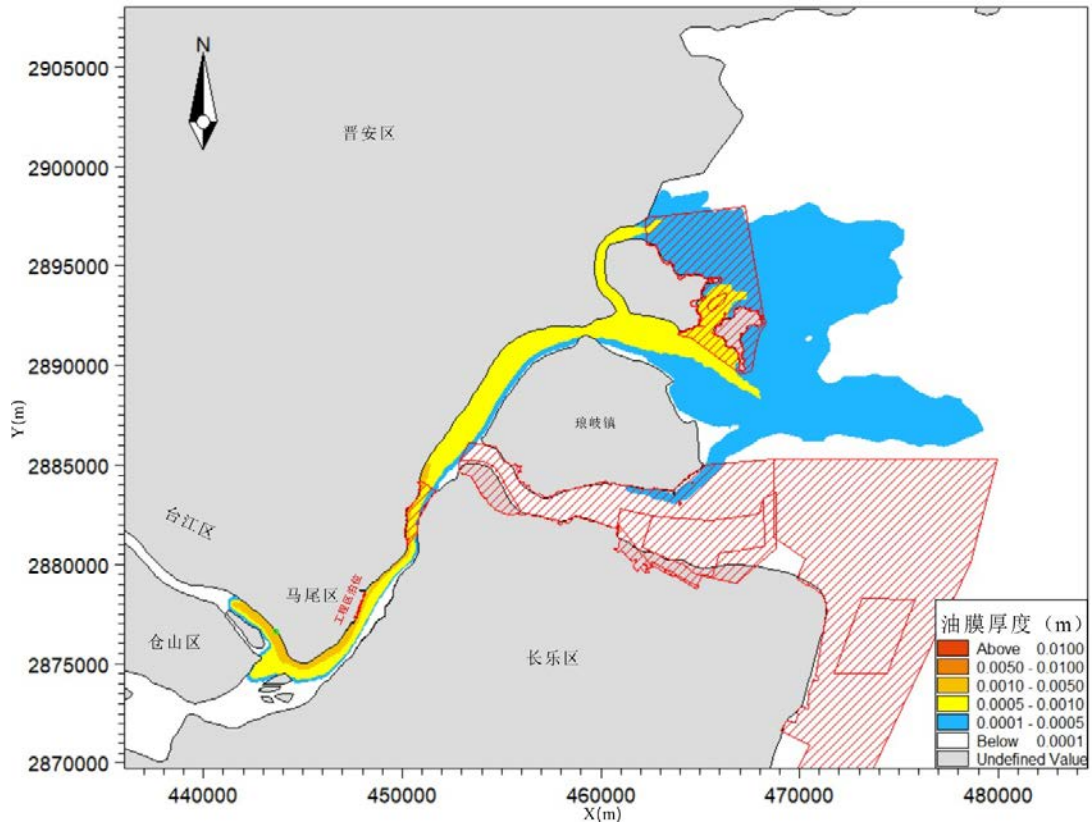 N
晋安区
琅岐镇
台江区
马尾区
工程区泊位
仓山区
长乐区
Y(m)
2905000
2900000
2895000
2890000
2885000
2880000
2875000
2870000
440000
450000
460000
470000
480000
X(m)
油膜厚度（m）
Above 0.0100
0.0050 - 0.0100
0.0010 - 0.0050
0.0005 - 0.0010
0.0001 - 0.0005
Below 0.0001
Undefined Value